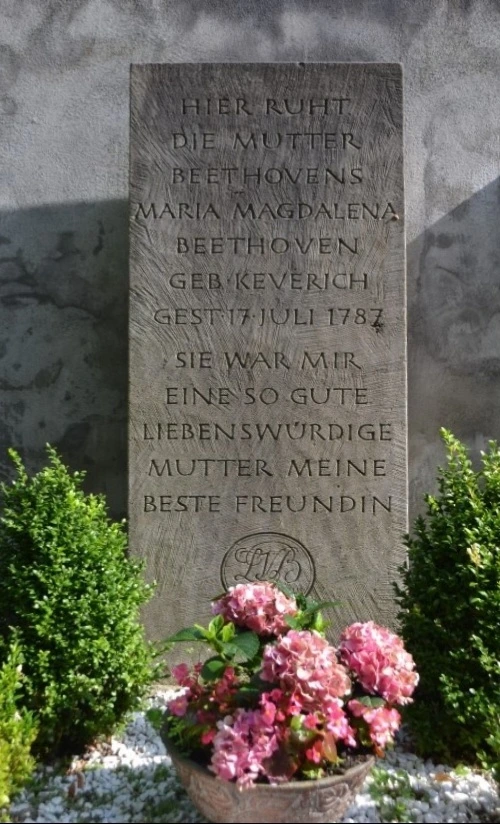 HIER RUHT
DIE MUTTER
BEETHOVENS
MARIA MAGDALENA
BEETHOVEN
GEB·KEVERICH
GEST·17·JULI 1787
SIE WAR MIR
EINE SO GUTE
LIEBENSWÜRDIGE
MUTTER MEINE
BESTE FREUNDIN
LVB